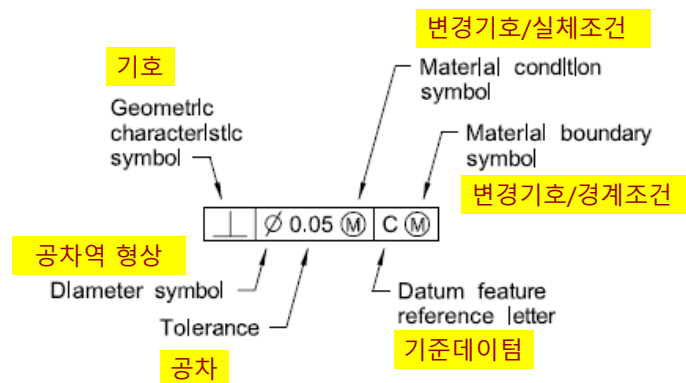 변경기호/실체조건
기호
Material condition
symbol
Geometric
characteristic
symbol
Material boundary
symbol
변경기호/경계조건
⊥ ⌀ 0.05 Ⓜ C Ⓜ
공차역 형상
Diameter symbol
Datum feature
reference letter
Tolerance
기준데이텀
공차